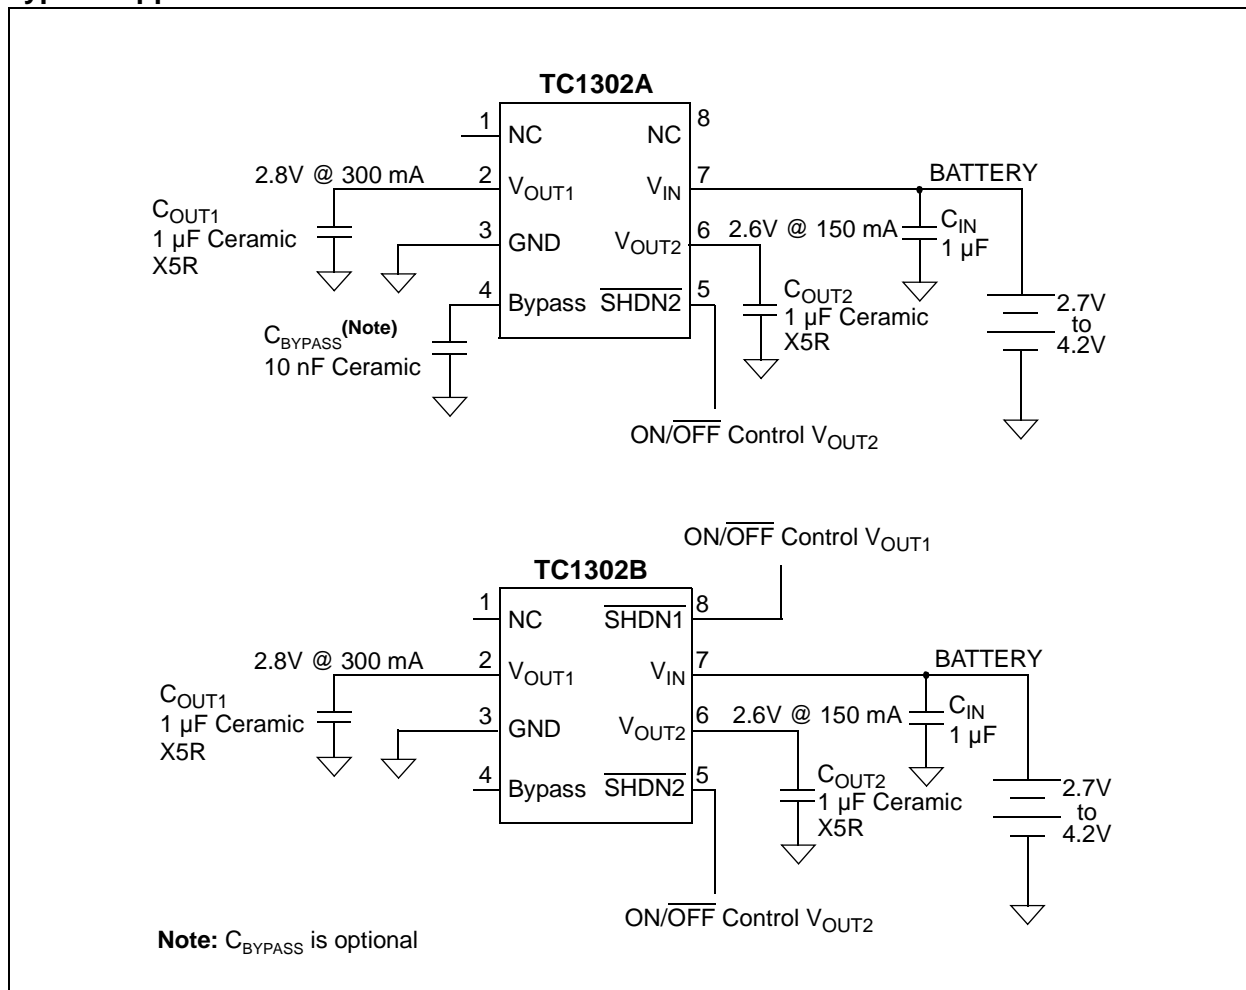 TC1302A
1 NC NC 8
2.8V @ 300 mA 2 VOUT1 VIN 7 BATTERY
COUT1
1 µF Ceramic
X5R
3 GND VOUT2 6 2.6V @ 150 mA
CIN
1 µF
4 Bypass SHDN2 5
CBYPASS(Note)
10 nF Ceramic
COUT2
1 µF Ceramic
X5R
2.7V
to
4.2V
ON/OFF Control VOUT2
ON/OFF Control VOUT1
TC1302B
1 NC SHDN1 8
2.8V @ 300 mA 2 VOUT1 VIN 7 BATTERY
COUT1
1 µF Ceramic
X5R
3 GND VOUT2 6 2.6V @ 150 mA
CIN
1 µF
4 Bypass SHDN2 5
COUT2
1 µF Ceramic
X5R
2.7V
to
4.2V
ON/OFF Control VOUT2
Note: CBYPASS is optional